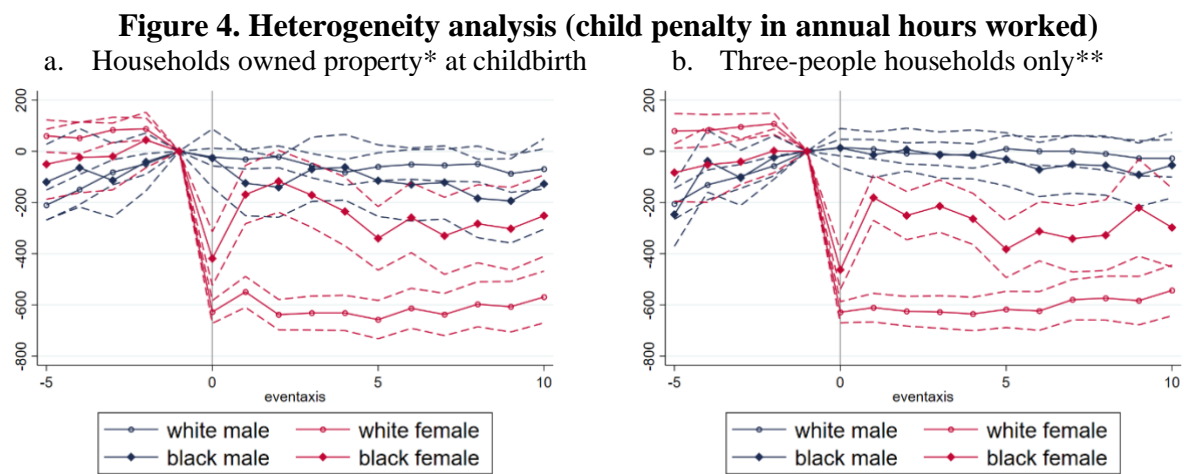 Figure 4. Heterogeneity analysis (child penalty in annual hours worked)
a. Households owned property* at childbirth
b. Three-people households only**
200
0
-200
-400
-600
-800
-5
0
5
10
eventaxis
white male
white female
black male
black female
200
0
-200
-400
-600
-800
-5
0
5
10
eventaxis
white male
white female
black male
black female